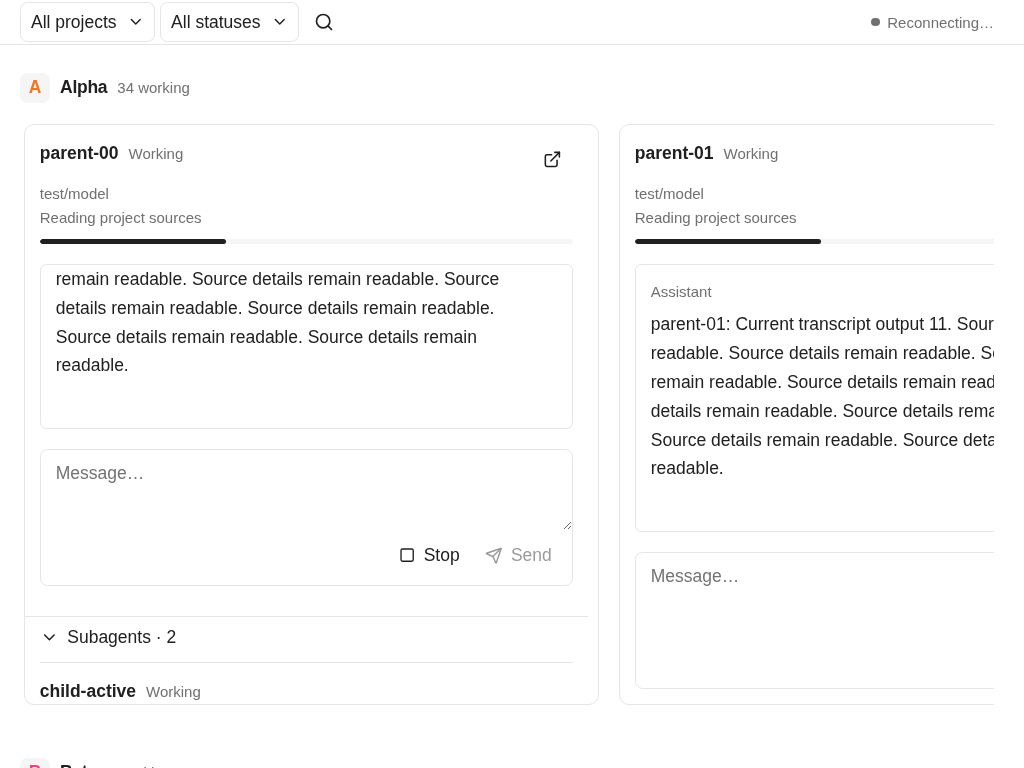 All projects
All statuses
Reconnecting…
A Alpha 34 working
parent-00 Working
test/model
Reading project sources
remain readable. Source details remain readable. Source
details remain readable. Source details remain readable.
Source details remain readable. Source details remain
readable.
Message…
Stop
Send
Subagents · 2
child-active Working
parent-01 Working
test/model
Reading project sources
Assistant
parent-01: Current transcript output 11. Sour
readable. Source details remain readable. So
remain readable. Source details remain read
details remain readable. Source details rema
Source details remain readable. Source deta
readable.
Message…